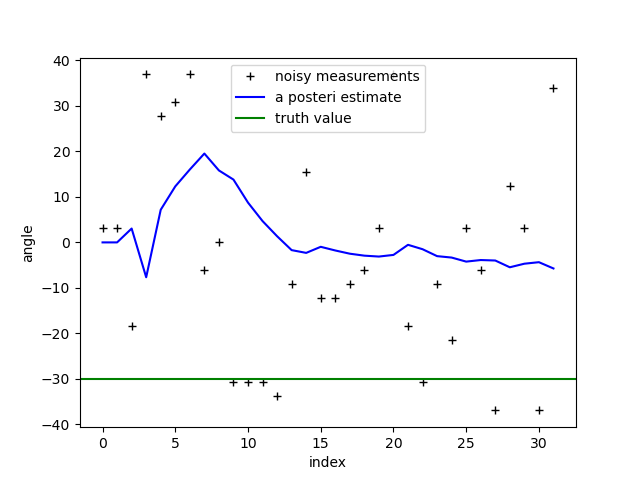 noisy measurements
a posteri estimate
truth value
40
30
20
10
0
−10
−20
−30
−40
angle
0 5 10 15 20 25 30
index